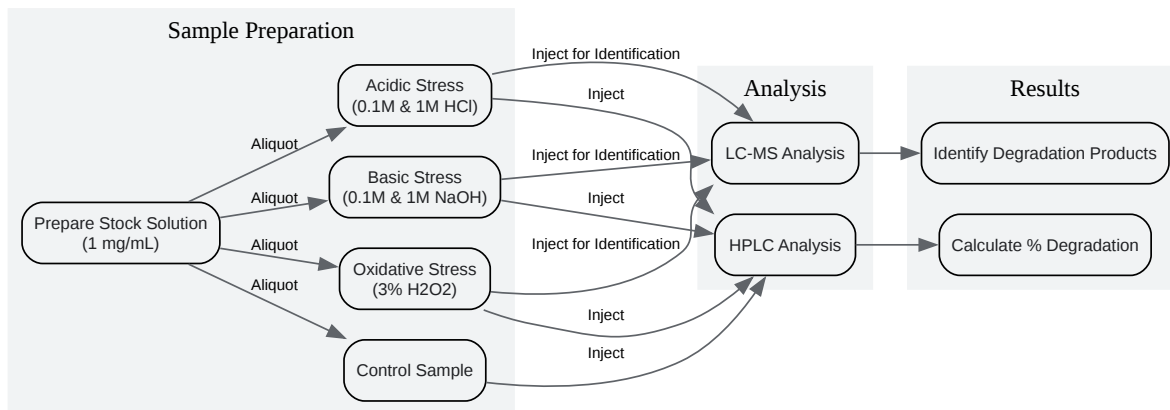 Sample Preparation
Analysis
Results
Prepare Stock Solution
(1 mg/mL)
Aliquot
Aliquot
Aliquot
Aliquot
Acidic Stress
(0.1M & 1M HCl)
Basic Stress
(0.1M & 1M NaOH)
Oxidative Stress
(3% H2O2)
Control Sample
Inject for Identification
Inject
Inject for Identification
Inject
Inject for Identification
Inject
Inject
LC-MS Analysis
HPLC Analysis
Identify Degradation Products
Calculate % Degradation